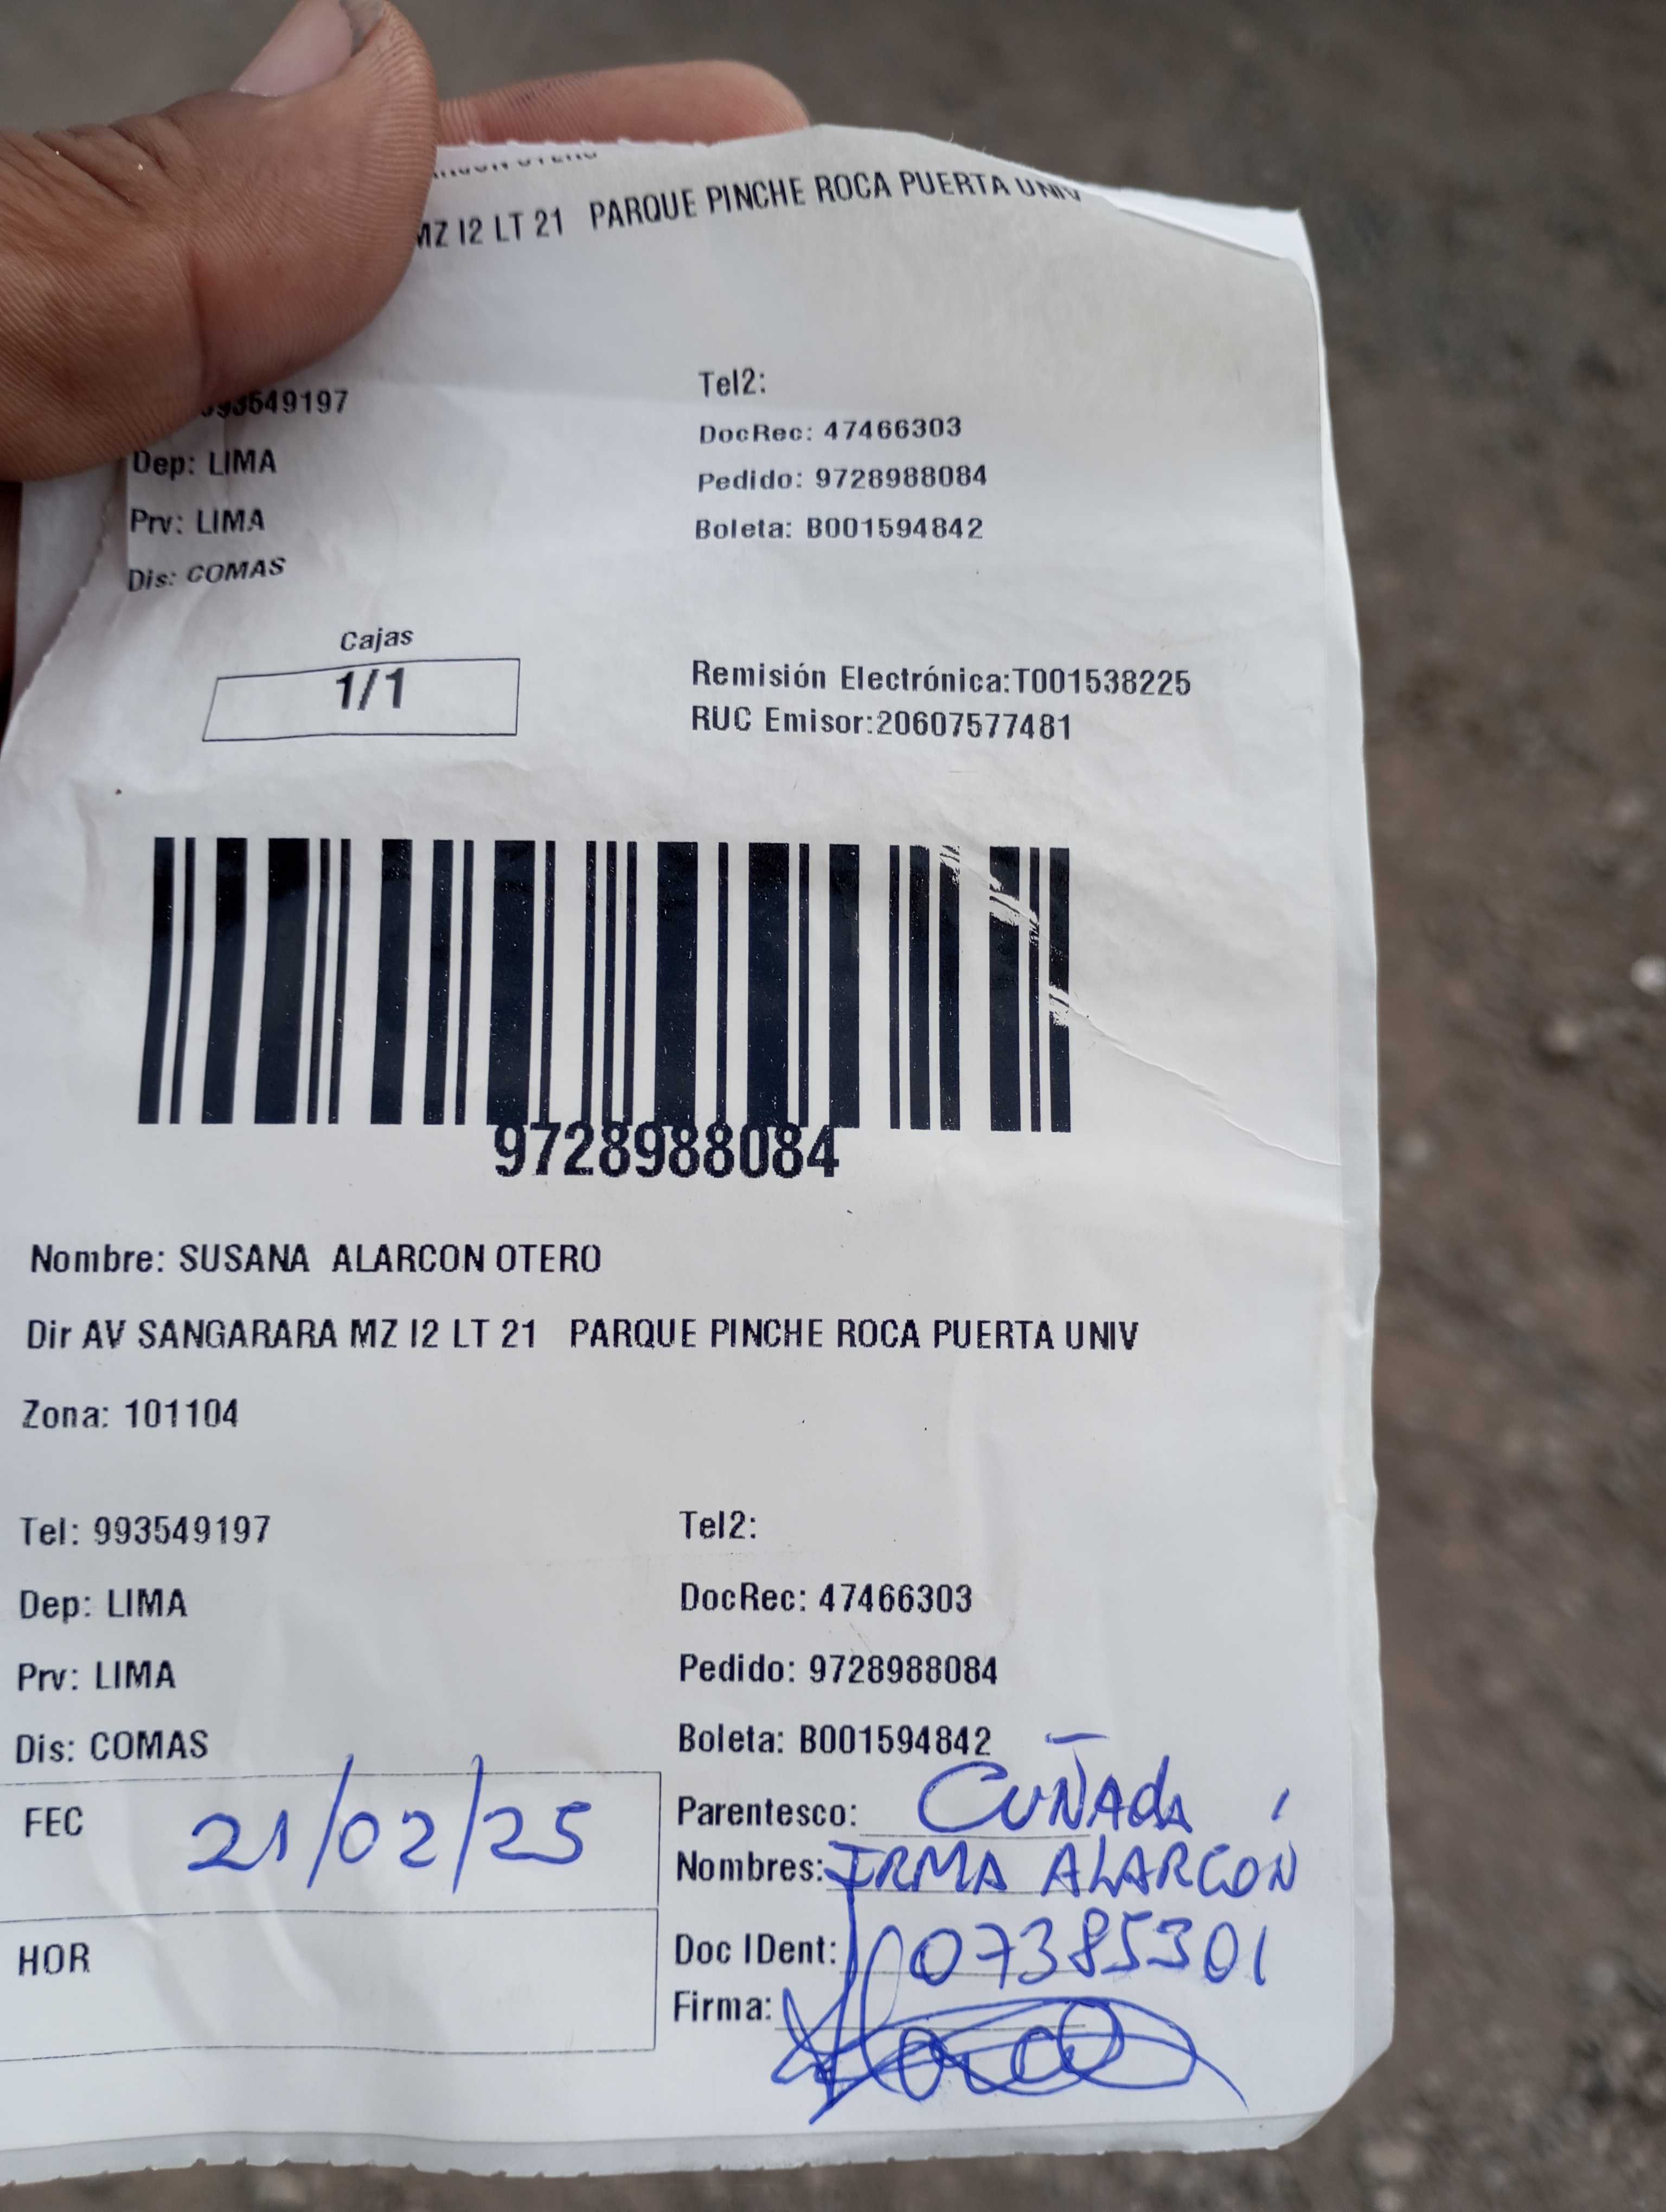 MZ I2 LT 21 PARQUE PINCHE ROCA PUERTA UNIV
Tel2:
93549197
DocRec: 47466303
Dep: LIMA
Pedido: 9728988084
Prv: LIMA
Boleta: B001594842
Dis: COMAS
Cajas
1/1
Remisión Electrónica:T001538225
RUC Emisor:20607577481
9728988084
Nombre: SUSANA ALARCON OTERO
Dir AV SANGARARA MZ I2 LT 21 PARQUE PINCHE ROCA PUERTA UNIV
Zona: 101104
Tel: 993549197
Tel2:
Dep: LIMA
DocRec: 47466303
Prv: LIMA
Pedido: 9728988084
Dis: COMAS
Boleta: B001594842
FEC 21/02/25
Parentesco: CUÑAdA
Nombres: IRMA ALARCÓN
HOR
Doc IDent: 07385301
Firma: